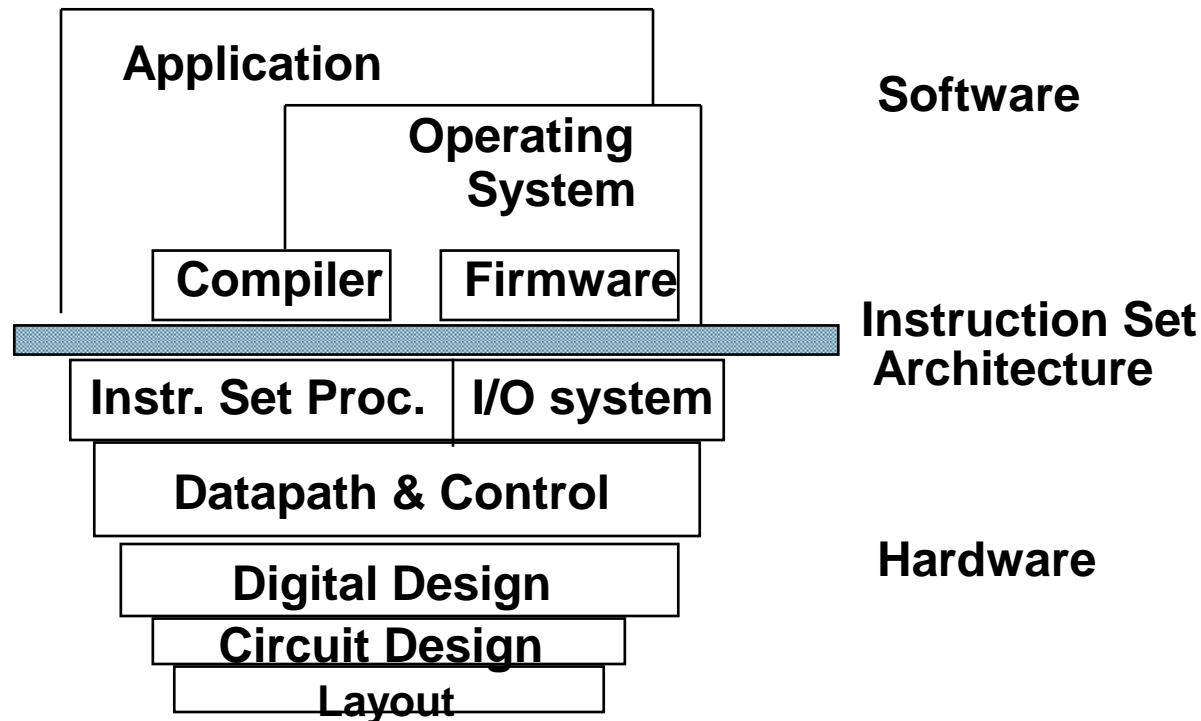 Application
Software
Operating
System
Compiler
Firmware
Instruction Set
Architecture
Instr. Set Proc.
I/O system
Datapath & Control
Hardware
Digital Design
Circuit Design
Layout